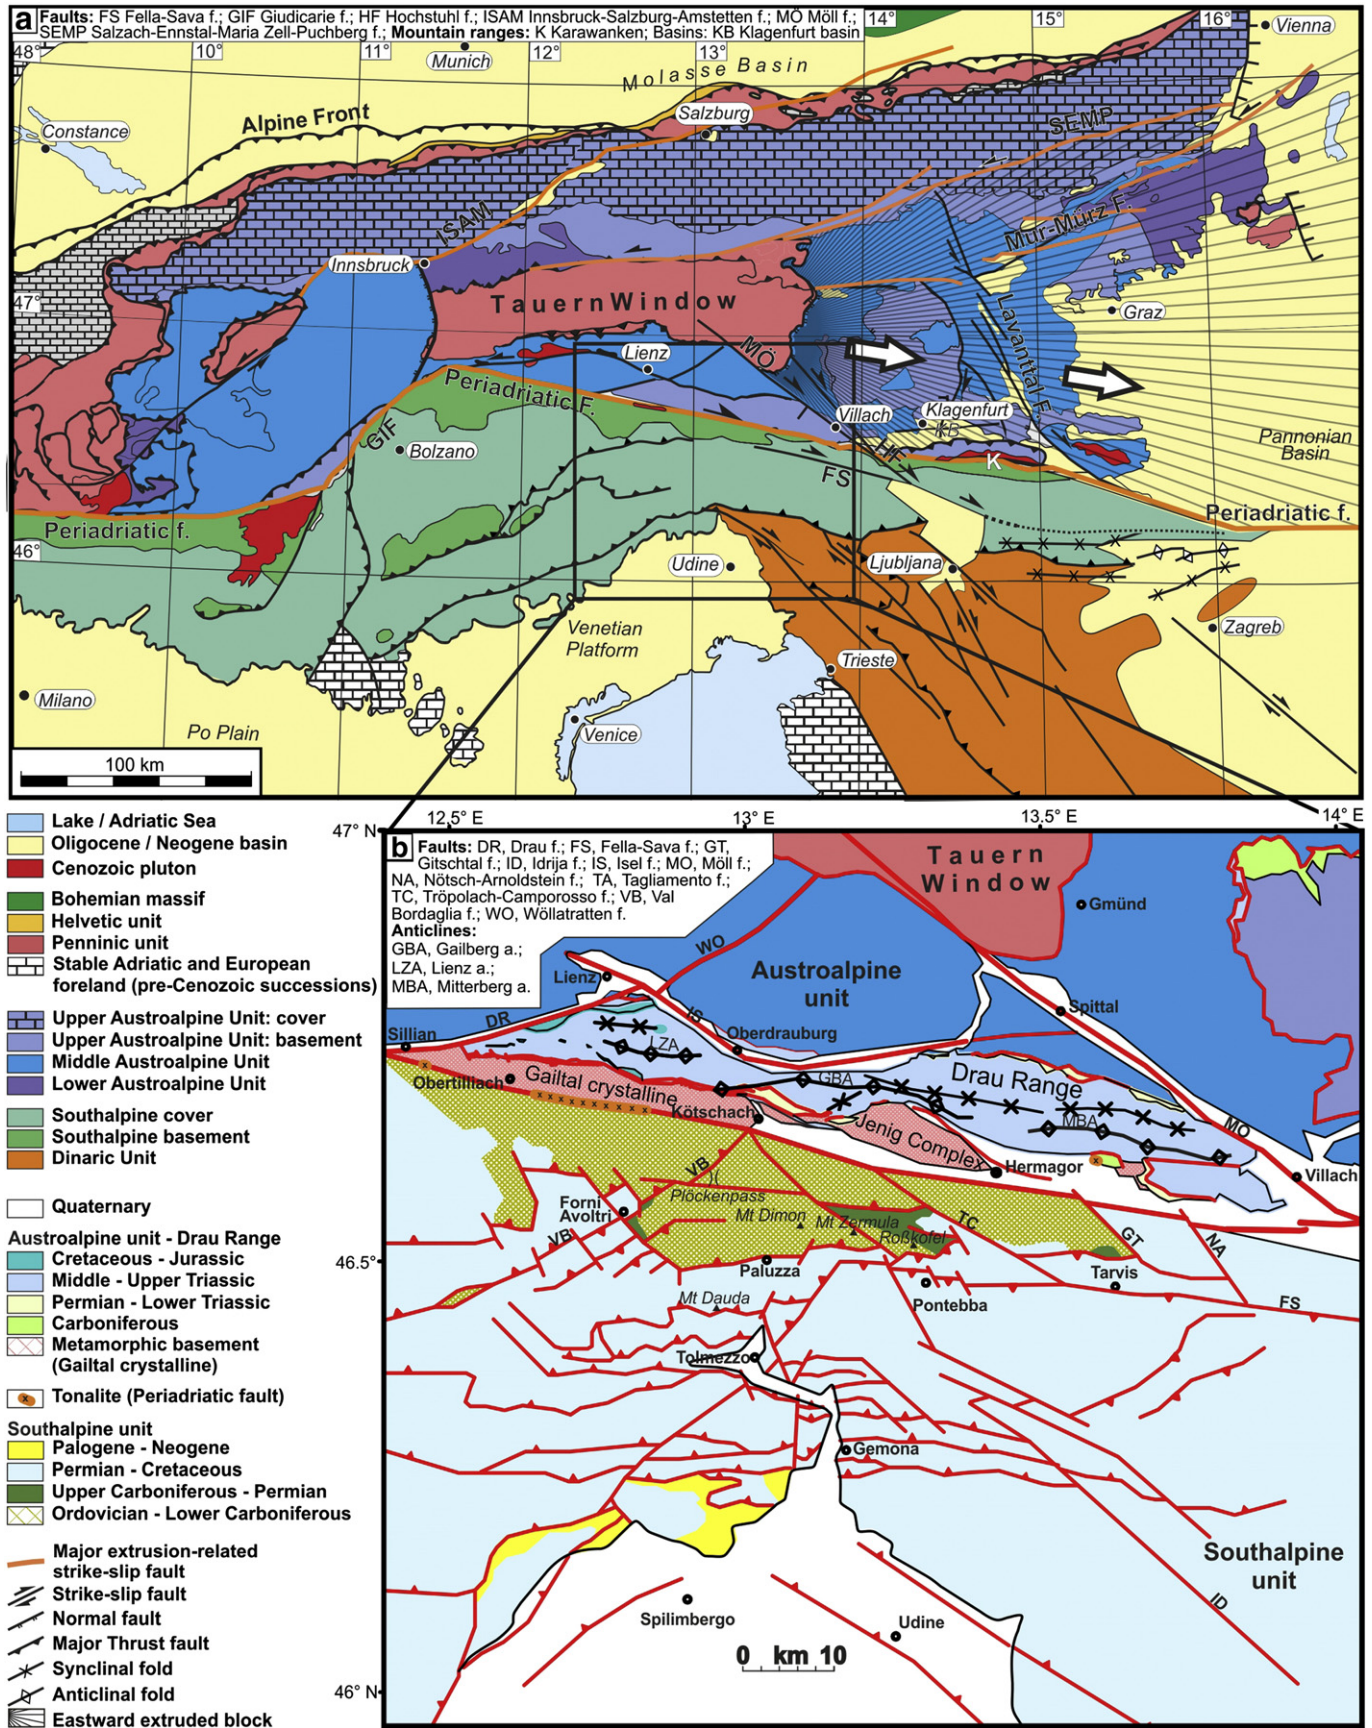 a Faults: FS Fella-Sava f.; GIF Giudicarie f.; HF Hochstuhl f.; ISAM Innsbruck-Salzburg-Amstetten f.; MÖ Möll f.;
SEMP Salzach-Ennstal-Maria Zell-Puchberg f.; Mountain ranges: K Karawanken; Basins: KB Klagenfurt basin
14°
15°
16°
Vienna
48°
10°
11°
12°
13°
Munich
Molasse Basin
Alpine Front
Salzburg
Constance
SEMP
ISAM
Mur-Mürz F.
Innsbruck
47°
Tauern Window
Graz
Lavanttal F.
MÖ
Lienz
Periadriatic F.
Villach
Klagenfurt
KB
GIF
Bolzano
HF
K
FS
Pannonian
Basin
Periadriatic f.
Periadriatic f.
46°
Udine
Ljubljana
Venetian
Platform
Zagreb
Trieste
Milano
Po Plain
Venice
100 km
Lake / Adriatic Sea
Oligocene / Neogene basin
Cenozoic pluton
Bohemian massif
Helvetic unit
Penninic unit
Stable Adriatic and European
foreland (pre-Cenozoic successions)
Upper Austroalpine Unit: cover
Upper Austroalpine Unit: basement
Middle Austroalpine Unit
Lower Austroalpine Unit
Southalpine cover
Southalpine basement
Dinaric Unit
Quaternary
Austroalpine unit - Drau Range
Cretaceous - Jurassic
Middle - Upper Triassic
Permian - Lower Triassic
Carboniferous
Metamorphic basement
(Gailtal crystalline)
Tonalite (Periadriatic fault)
Southalpine unit
Palogene - Neogene
Permian - Cretaceous
Upper Carboniferous - Permian
Ordovician - Lower Carboniferous
Major extrusion-related
strike-slip fault
Strike-slip fault
Normal fault
Major Thrust fault
Synclinal fold
Anticlinal fold
Eastward extruded block
12,5° E
13° E
13,5° E
14° E
47° N
b Faults: DR, Drau f.; FS, Fella-Sava f.; GT,
Gitschtal f.; ID, Idrija f.; IS, Isel f.; MO, Möll f.;
NA, Nötsch-Arnoldstein f.; TA, Tagliamento f.;
TC, Tröpolach-Camporosso f.; VB, Val
Bordaglia f.; WO, Wöllatratten f.
Anticlines:
GBA, Gailberg a.;
LZA, Lienz a.;
MBA, Mitterberg a.
Tauern
Window
Gmünd
WO
Lienz
Austroalpine
unit
Spittal
DR
IS
Sillian
Oberdrauburg
LZA
Obertilliach
Gailtal crystalline
GBA
Drau Range
Kötschach
MBA
MO
Jenig Complex
Hermagor
Villach
VB
Plöckenpass
Forni
Avoltri
Mt Dimon
Mt Zermula
Roßkofel
TC
GT
NA
VB
46.5°
Paluzza
Tarvis
Pontebba
FS
Mt Dauda
Tolmezzo
Gemona
Southalpine
unit
ID
Spilimbergo
Udine
0 km 10
46° N